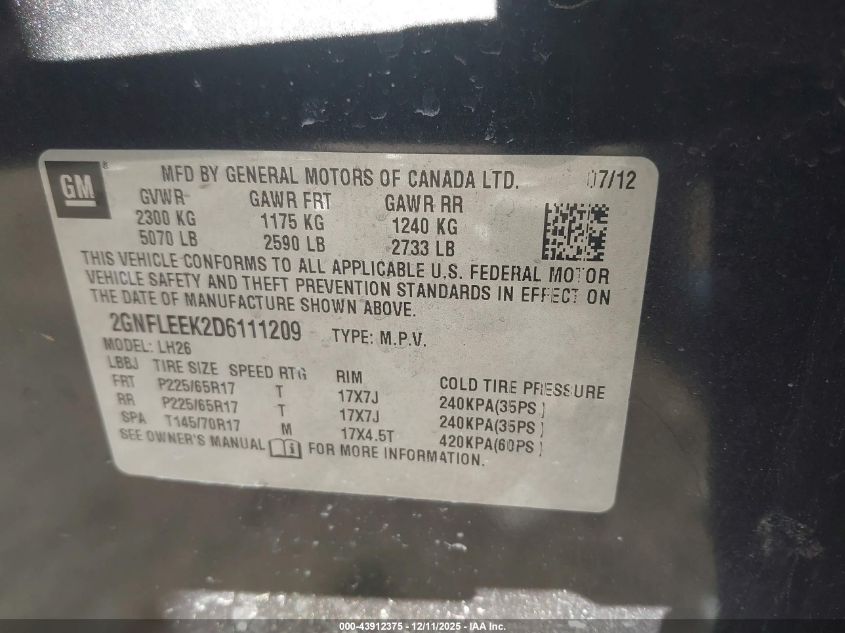 GM ®
MFD BY GENERAL MOTORS OF CANADA LTD. 07/12
GVWR GAWR FRT GAWR RR
2300 KG 1175 KG 1240 KG
5070 LB 2590 LB 2733 LB
THIS VEHICLE CONFORMS TO ALL APPLICABLE U.S. FEDERAL MOTOR
VEHICLE SAFETY AND THEFT PREVENTION STANDARDS IN EFFECT ON
THE DATE OF MANUFACTURE SHOWN ABOVE.
2GNFLEEK2D6111209 TYPE: M.P.V.
MODEL: LH26
LBBJ TIRE SIZE SPEED RTG RIM COLD TIRE PRESSURE
FRT P225/65R17 T 17X7J 240KPA(35PS )
RR P225/65R17 T 17X7J 240KPA(35PS )
SPA T145/70R17 M 17X4.5T 420KPA(60PS )
SEE OWNER'S MANUAL FOR MORE INFORMATION.
000-43912375 - 12/11/2025 - IAA Inc.